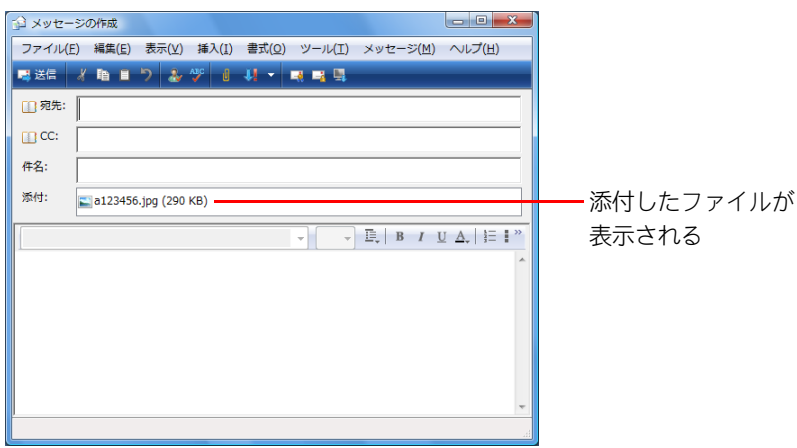 メッセージの作成
ファイル(F) 編集(E) 表示(V) 挿入(I) 書式(O) ツール(T) メッセージ(M) ヘルプ(H)
送信 ABC
宛先:
CC:
件名:
添付: a123456.jpg (290 KB)
添付したファイルが
表示される
B I U A